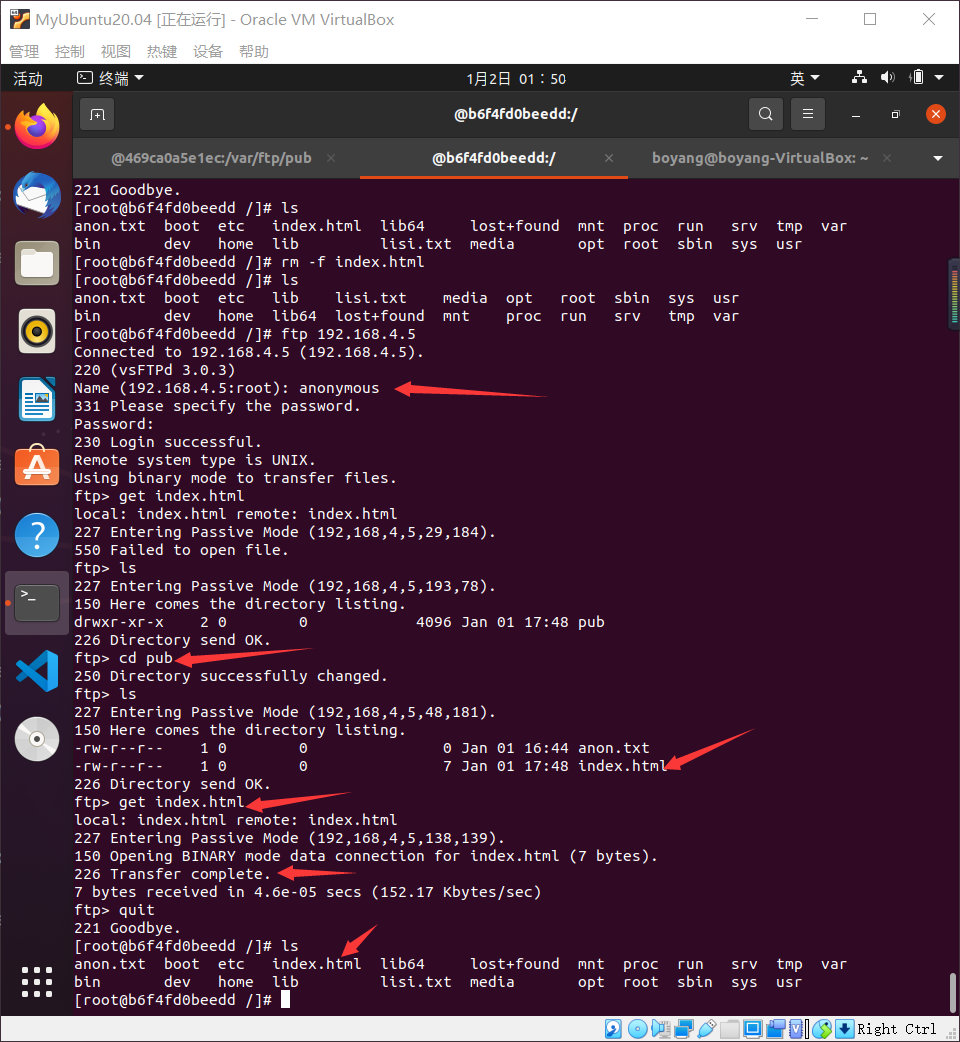 MyUbuntu20.04 [正在运行] - Oracle VM VirtualBox
管理 控制 视图 热键 设备 帮助
活动 终端 1月2日 01：50 英
@b6f4fd0beedd:/
@469ca0a5e1ec:/var/ftp/pub @b6f4fd0beedd:/ boyang@boyang-VirtualBox: ~
221 Goodbye.
[root@b6f4fd0beedd /]# ls
anon.txt  boot  etc   index.html  lib64     lost+found  mnt  proc  run   srv  tmp  var
bin       dev   home  lib         lisi.txt  media       opt  root  sbin  sys  usr
[root@b6f4fd0beedd /]# rm -f index.html
[root@b6f4fd0beedd /]# ls
anon.txt  boot  etc   lib    lisi.txt    media  opt   root  sbin  sys  usr
bin       dev   home  lib64  lost+found  mnt    proc  run   srv   tmp  var
[root@b6f4fd0beedd /]# ftp 192.168.4.5
Connected to 192.168.4.5 (192.168.4.5).
220 (vsFTPd 3.0.3)
Name (192.168.4.5:root): anonymous
331 Please specify the password.
Password:
230 Login successful.
Remote system type is UNIX.
Using binary mode to transfer files.
ftp> get index.html
local: index.html remote: index.html
227 Entering Passive Mode (192,168,4,5,29,184).
550 Failed to open file.
ftp> ls
227 Entering Passive Mode (192,168,4,5,193,78).
150 Here comes the directory listing.
drwxr-xr-x    2 0        0            4096 Jan 01 17:48 pub
226 Directory send OK.
ftp> cd pub
250 Directory successfully changed.
ftp> ls
227 Entering Passive Mode (192,168,4,5,48,181).
150 Here comes the directory listing.
-rw-r--r--    1 0        0               0 Jan 01 16:44 anon.txt
-rw-r--r--    1 0        0               7 Jan 01 17:48 index.html
226 Directory send OK.
ftp> get index.html
local: index.html remote: index.html
227 Entering Passive Mode (192,168,4,5,138,139).
150 Opening BINARY mode data connection for index.html (7 bytes).
226 Transfer complete.
7 bytes received in 4.6e-05 secs (152.17 Kbytes/sec)
ftp> quit
221 Goodbye.
[root@b6f4fd0beedd /]# ls
anon.txt  boot  etc   index.html  lib64     lost+found  mnt  proc  run   srv  tmp  var
bin       dev   home  lib         lisi.txt  media       opt  root  sbin  sys  usr
[root@b6f4fd0beedd /]#
Right Ctrl